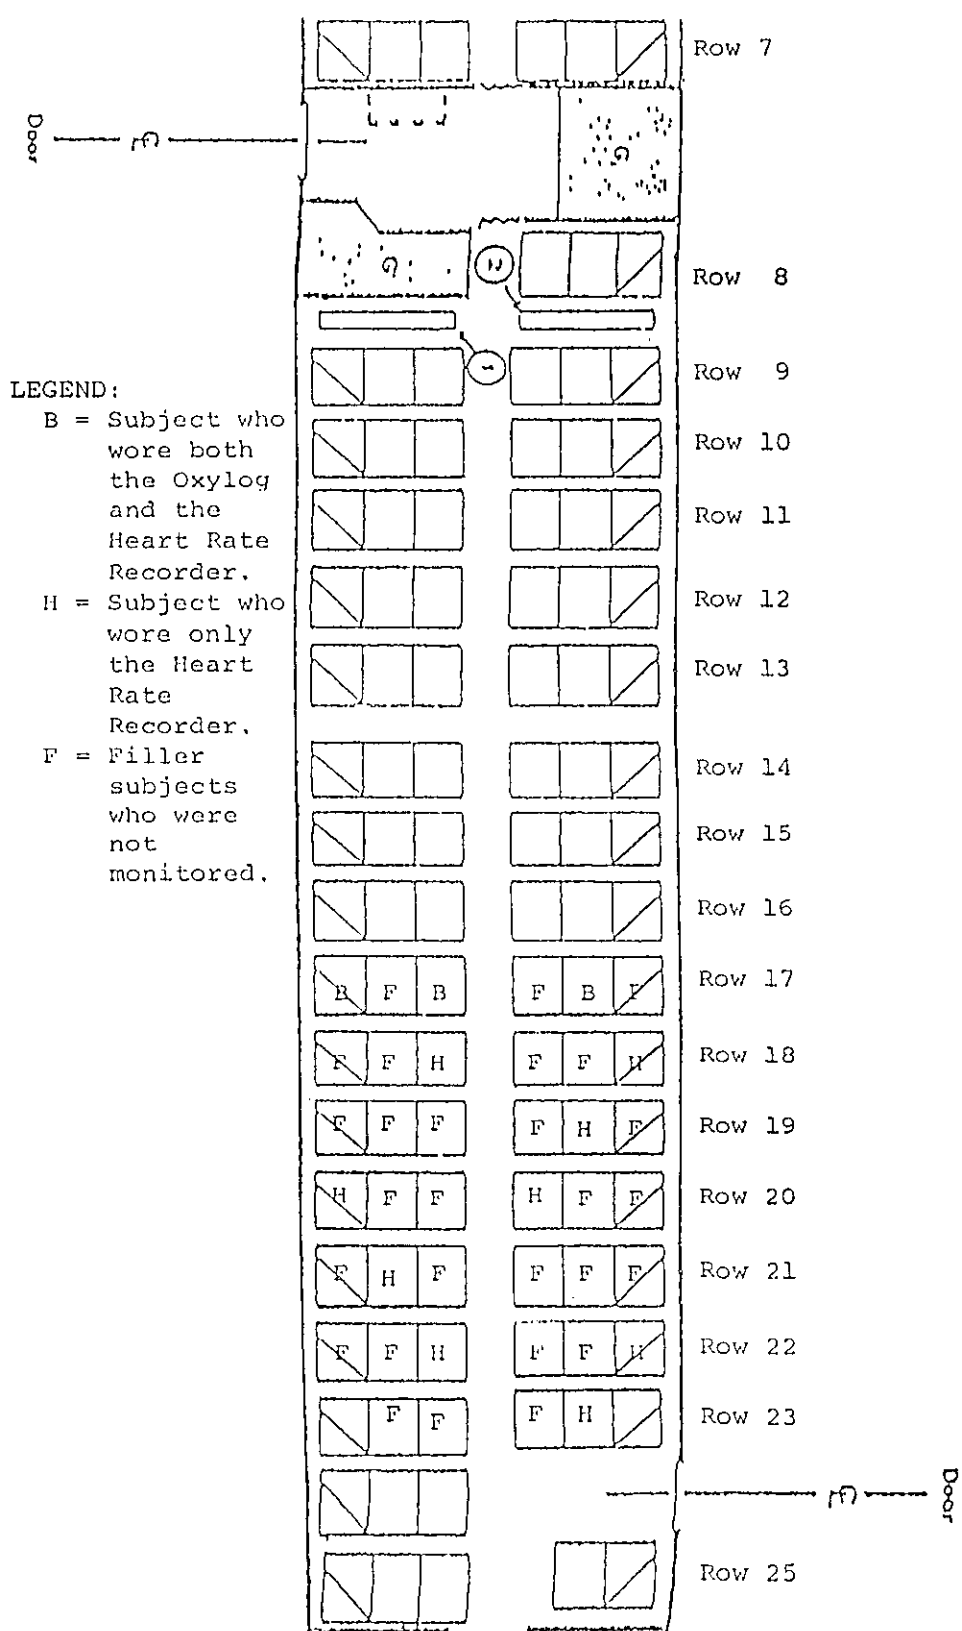 Row 7
Door
G
Row 8
G
2
1
Row 9
LEGEND:
B = Subject who
wore both
the Oxylog
and the
Heart Rate
Recorder.
H = Subject who
wore only
the Heart
Rate
Recorder.
F = Filler
subjects
who were
not
monitored.
Row 10
Row 11
Row 12
Row 13
Row 14
Row 15
Row 16
B F B F B F Row 17
F F H F F H Row 18
F F F F H F Row 19
H F F H F F Row 20
F H F F F F Row 21
F F H F F H Row 22
F F F H Row 23
Door
Row 25